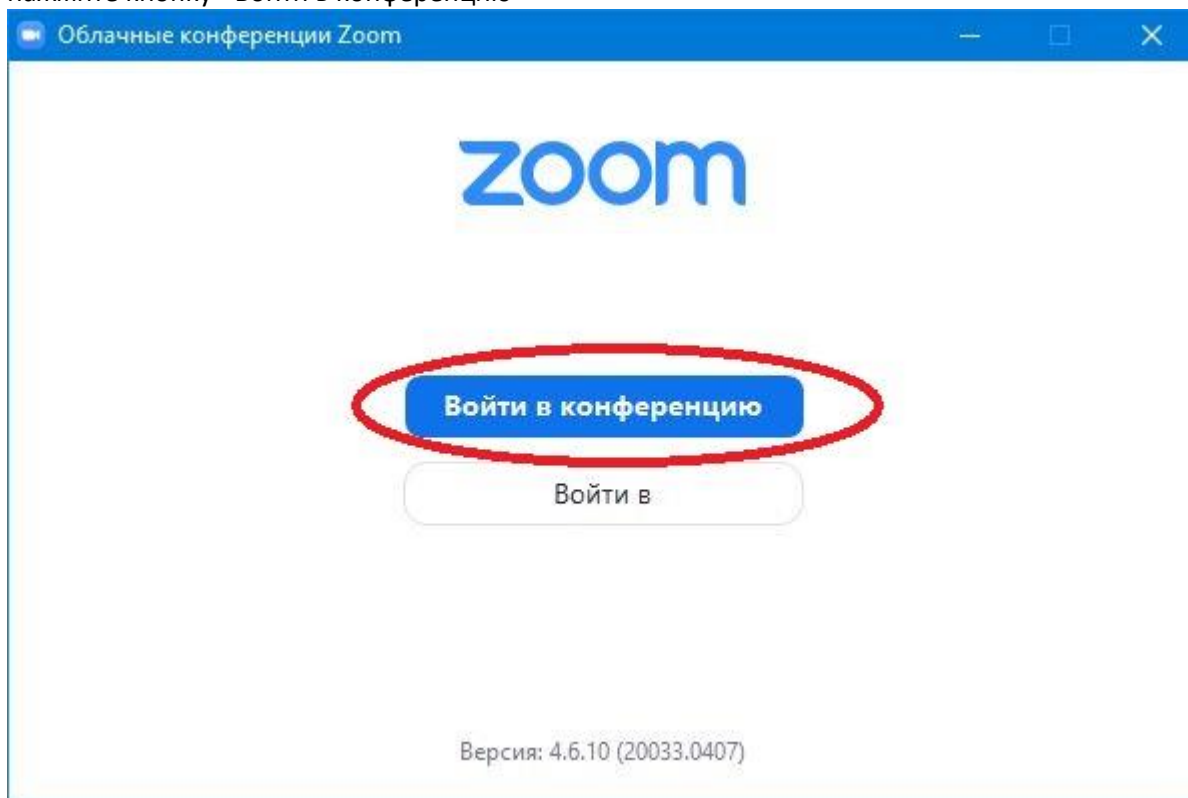 Облачные конференции Zoom
zoom
Войти в конференцию
Войти в
Версия: 4.6.10 (20033.0407)